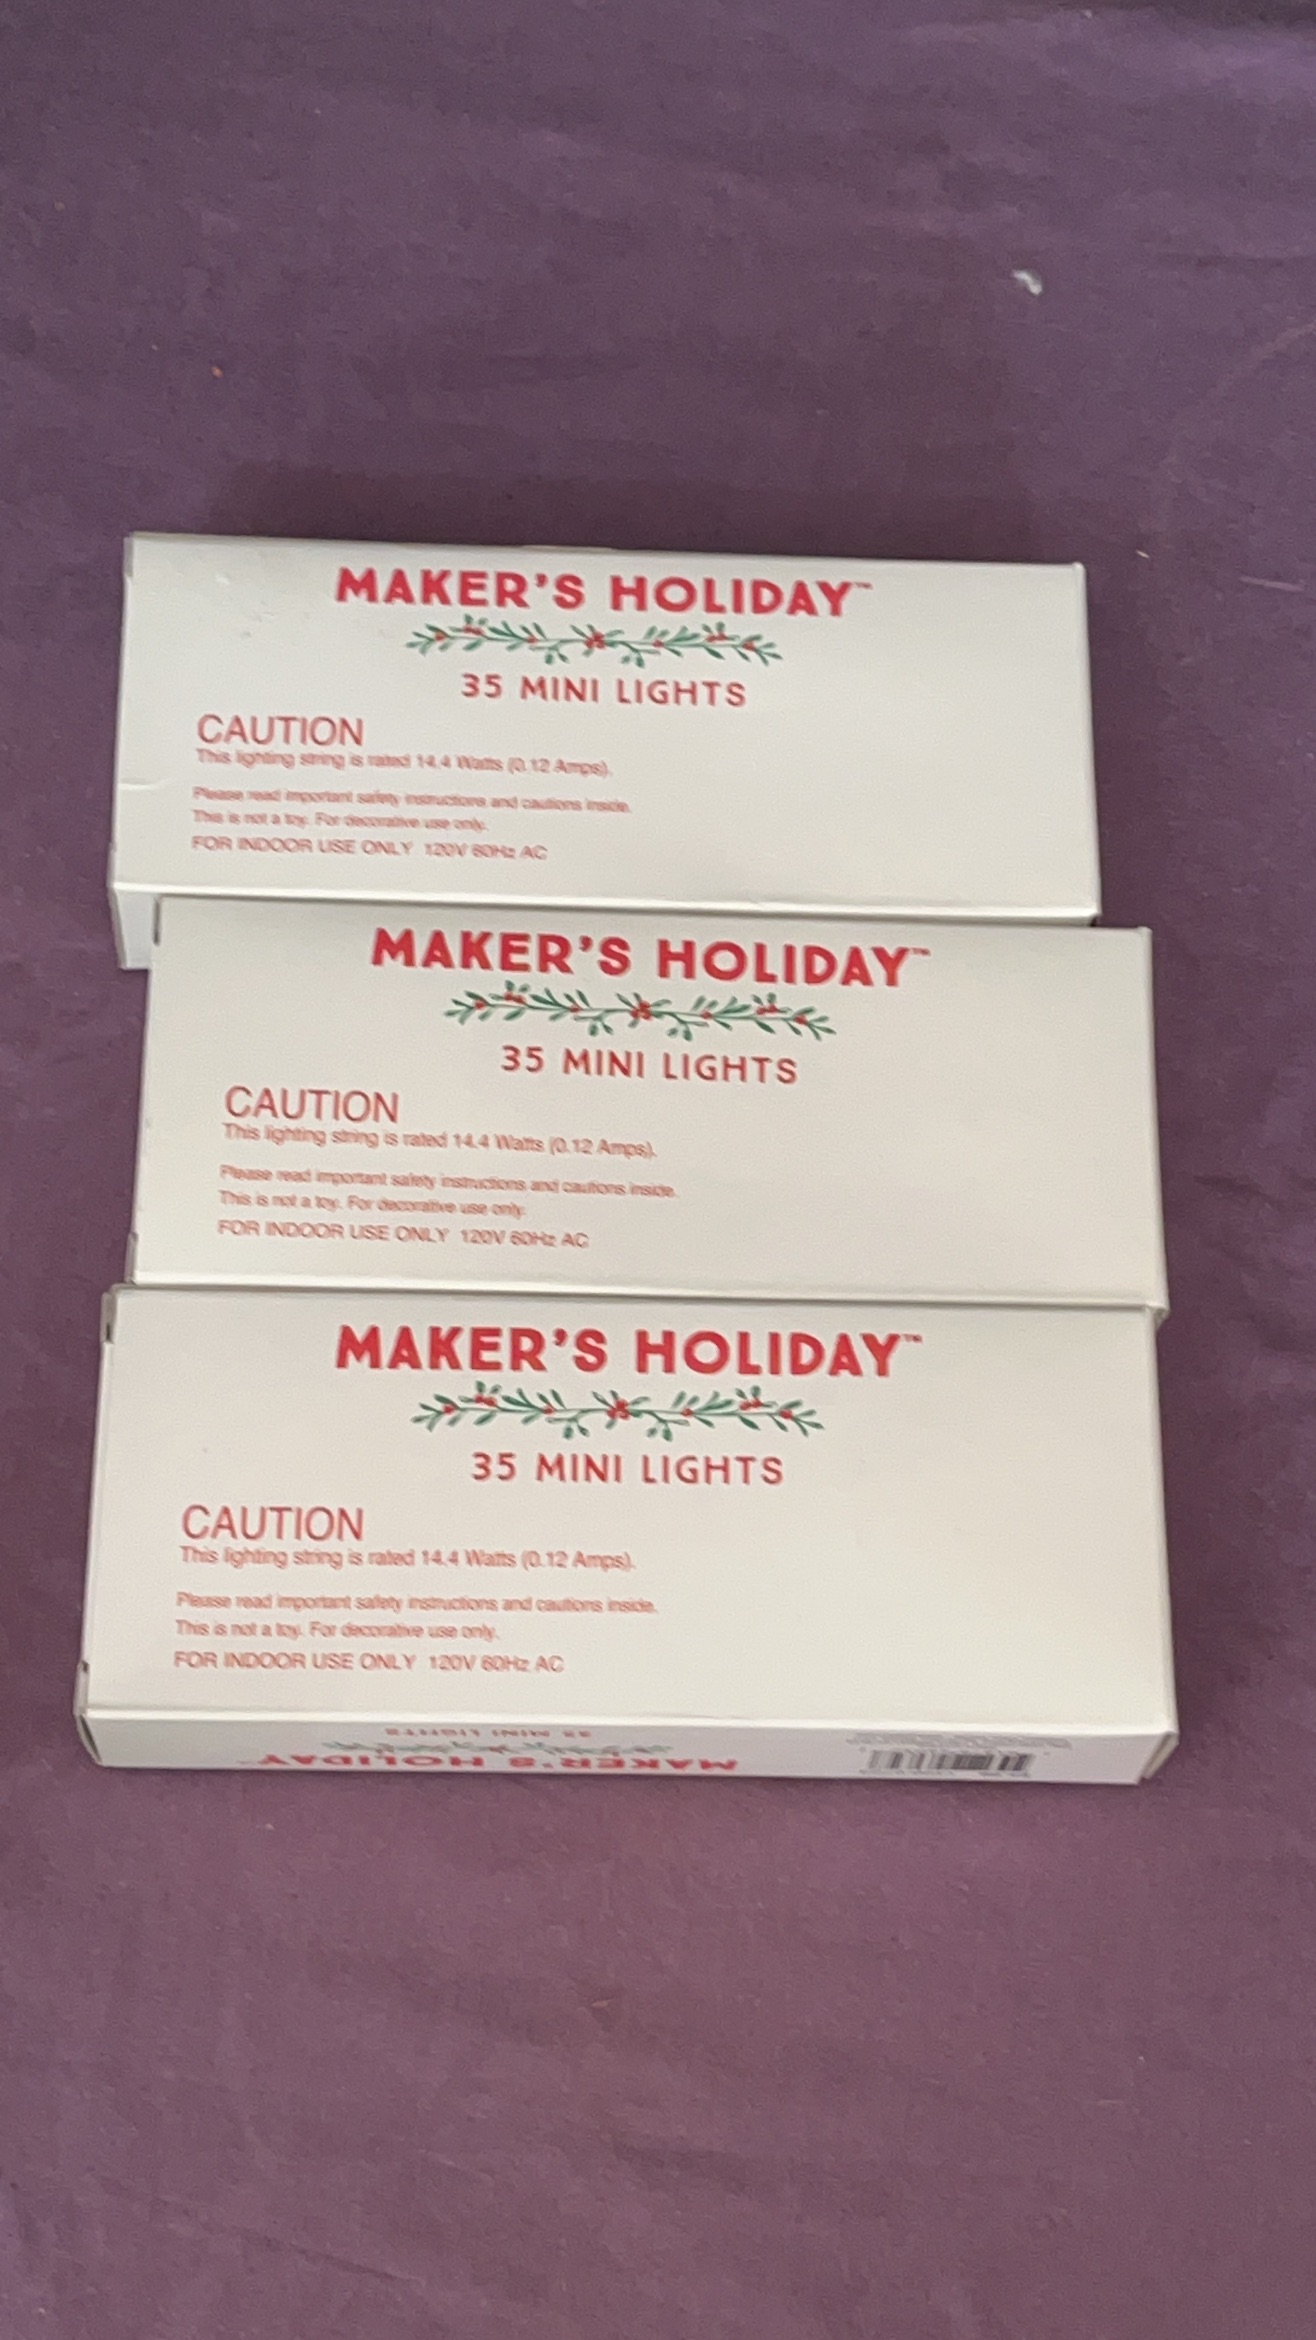 MAKER'S HOLIDAY™
35 MINI LIGHTS
CAUTION
This lighting string is rated 14.4 Watts (0.12 Amps).
Please read important safety instructions and cautions inside.
This is not a toy. For decorative use only.
FOR INDOOR USE ONLY 120V 60Hz AC
MAKER'S HOLIDAY™
35 MINI LIGHTS
CAUTION
This lighting string is rated 14.4 Watts (0.12 Amps).
Please read important safety instructions and cautions inside.
This is not a toy. For decorative use only.
FOR INDOOR USE ONLY 120V 60Hz AC
MAKER'S HOLIDAY™
35 MINI LIGHTS
CAUTION
This lighting string is rated 14.4 Watts (0.12 Amps).
Please read important safety instructions and cautions inside.
This is not a toy. For decorative use only.
FOR INDOOR USE ONLY 120V 60Hz AC
MAKER'S HOLIDAY™
35 MINI LIGHTS